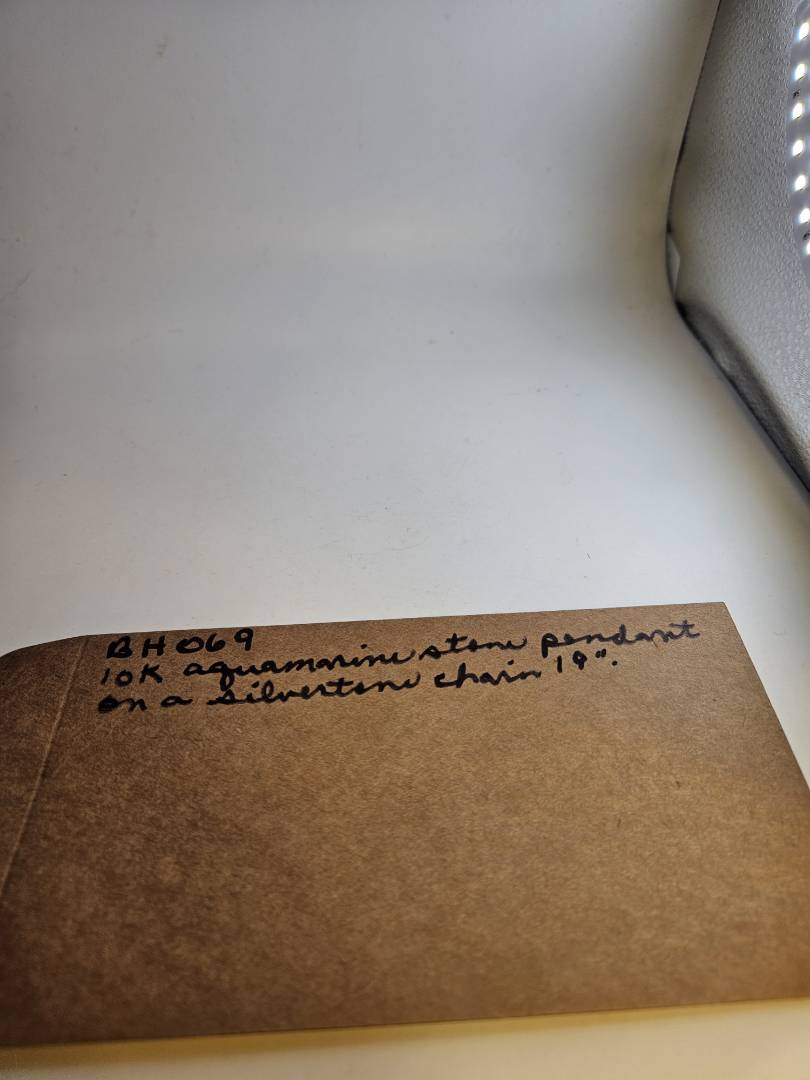 BH069
10K aquamarine stone pendant
on a silvertone chain 19".